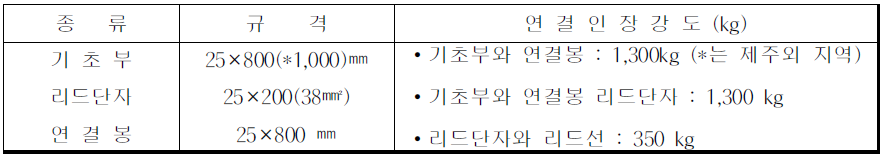 종 류 규 격 연 결 인 장 강 도 (kg)
기 초 부 25×800(*1,000)㎜ • 기초부와 연결봉 : 1,300kg (*는 제주외 지역)
리드단자 25×200(38㎟) • 기초부와 연결봉 리드단자 : 1,300 kg
연 결 봉 25×800 ㎜ • 리드단자와 리드선 : 350 kg